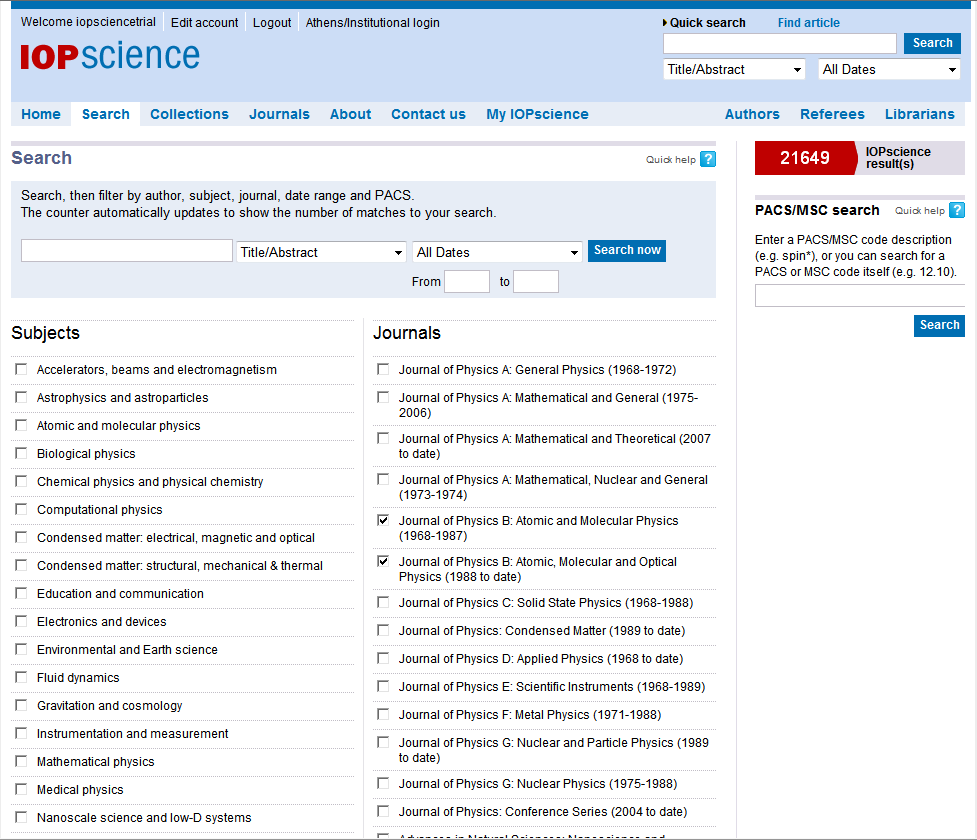 Welcome iopsciencetrial Edit account Logout Athens/Institutional login
Quick search Find article
IOPscience
Search
Title/Abstract All Dates
Home Search Collections Journals About Contact us My IOPscience Authors Referees Librarians
Search
Quick help ?
Search, then filter by author, subject, journal, date range and PACS.
The counter automatically updates to show the number of matches to your search.
Title/Abstract All Dates Search now
From to
Subjects
Accelerators, beams and electromagnetism
Astrophysics and astroparticles
Atomic and molecular physics
Biological physics
Chemical physics and physical chemistry
Computational physics
Condensed matter: electrical, magnetic and optical
Condensed matter: structural, mechanical & thermal
Education and communication
Electronics and devices
Environmental and Earth science
Fluid dynamics
Gravitation and cosmology
Instrumentation and measurement
Mathematical physics
Medical physics
Nanoscale science and low-D systems
Journals
Journal of Physics A: General Physics (1968-1972)
Journal of Physics A: Mathematical and General (1975-
2006)
Journal of Physics A: Mathematical and Theoretical (2007
to date)
Journal of Physics A: Mathematical, Nuclear and General
(1973-1974)
Journal of Physics B: Atomic and Molecular Physics
(1968-1987)
Journal of Physics B: Atomic, Molecular and Optical
Physics (1988 to date)
Journal of Physics C: Solid State Physics (1968-1988)
Journal of Physics: Condensed Matter (1989 to date)
Journal of Physics D: Applied Physics (1968 to date)
Journal of Physics E: Scientific Instruments (1968-1989)
Journal of Physics F: Metal Physics (1971-1988)
Journal of Physics G: Nuclear and Particle Physics (1989
to date)
Journal of Physics G: Nuclear Physics (1975-1988)
Journal of Physics: Conference Series (2004 to date)
21649 IOPscience
result(s)
PACS/MSC search Quick help ?
Enter a PACS/MSC code description
(e.g. spin*), or you can search for a
PACS or MSC code itself (e.g. 12.10).
Search